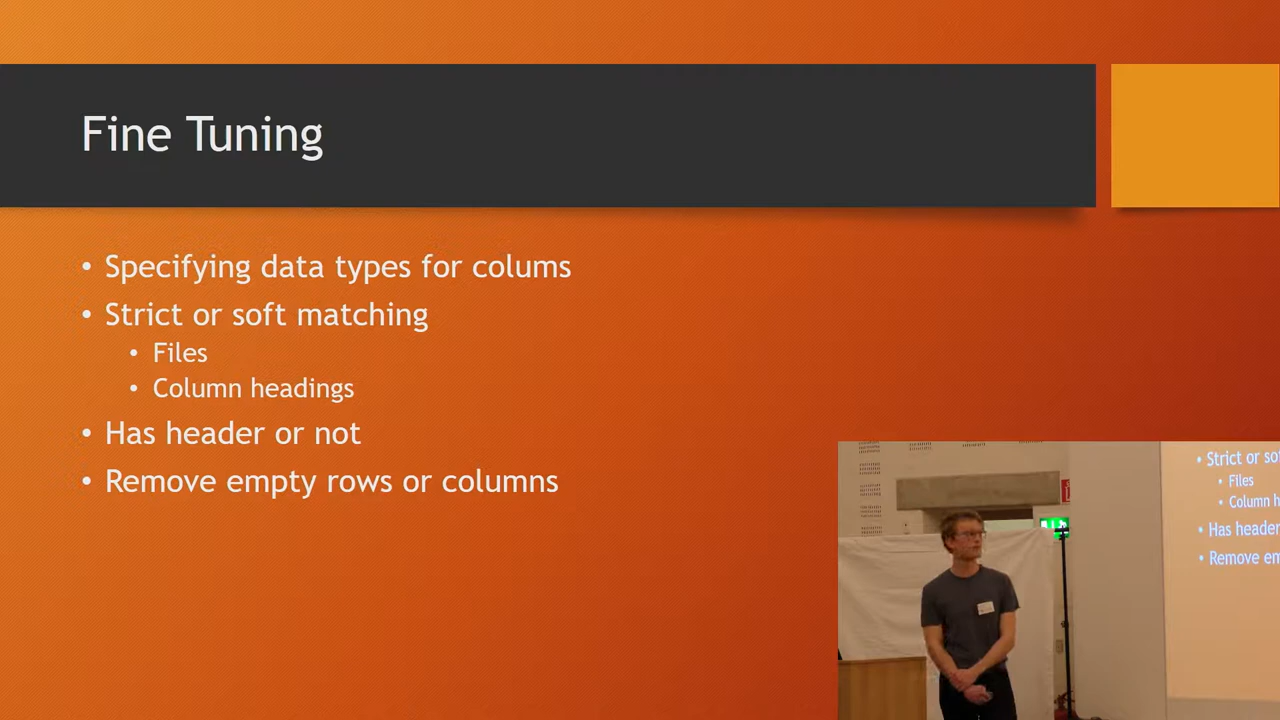 Fine Tuning
• Specifying data types for colums
• Strict or soft matching
• Files
• Column headings
• Has header or not
• Remove empty rows or columns
• Strict or so
• Files
• Column h
• Has header
• Remove em